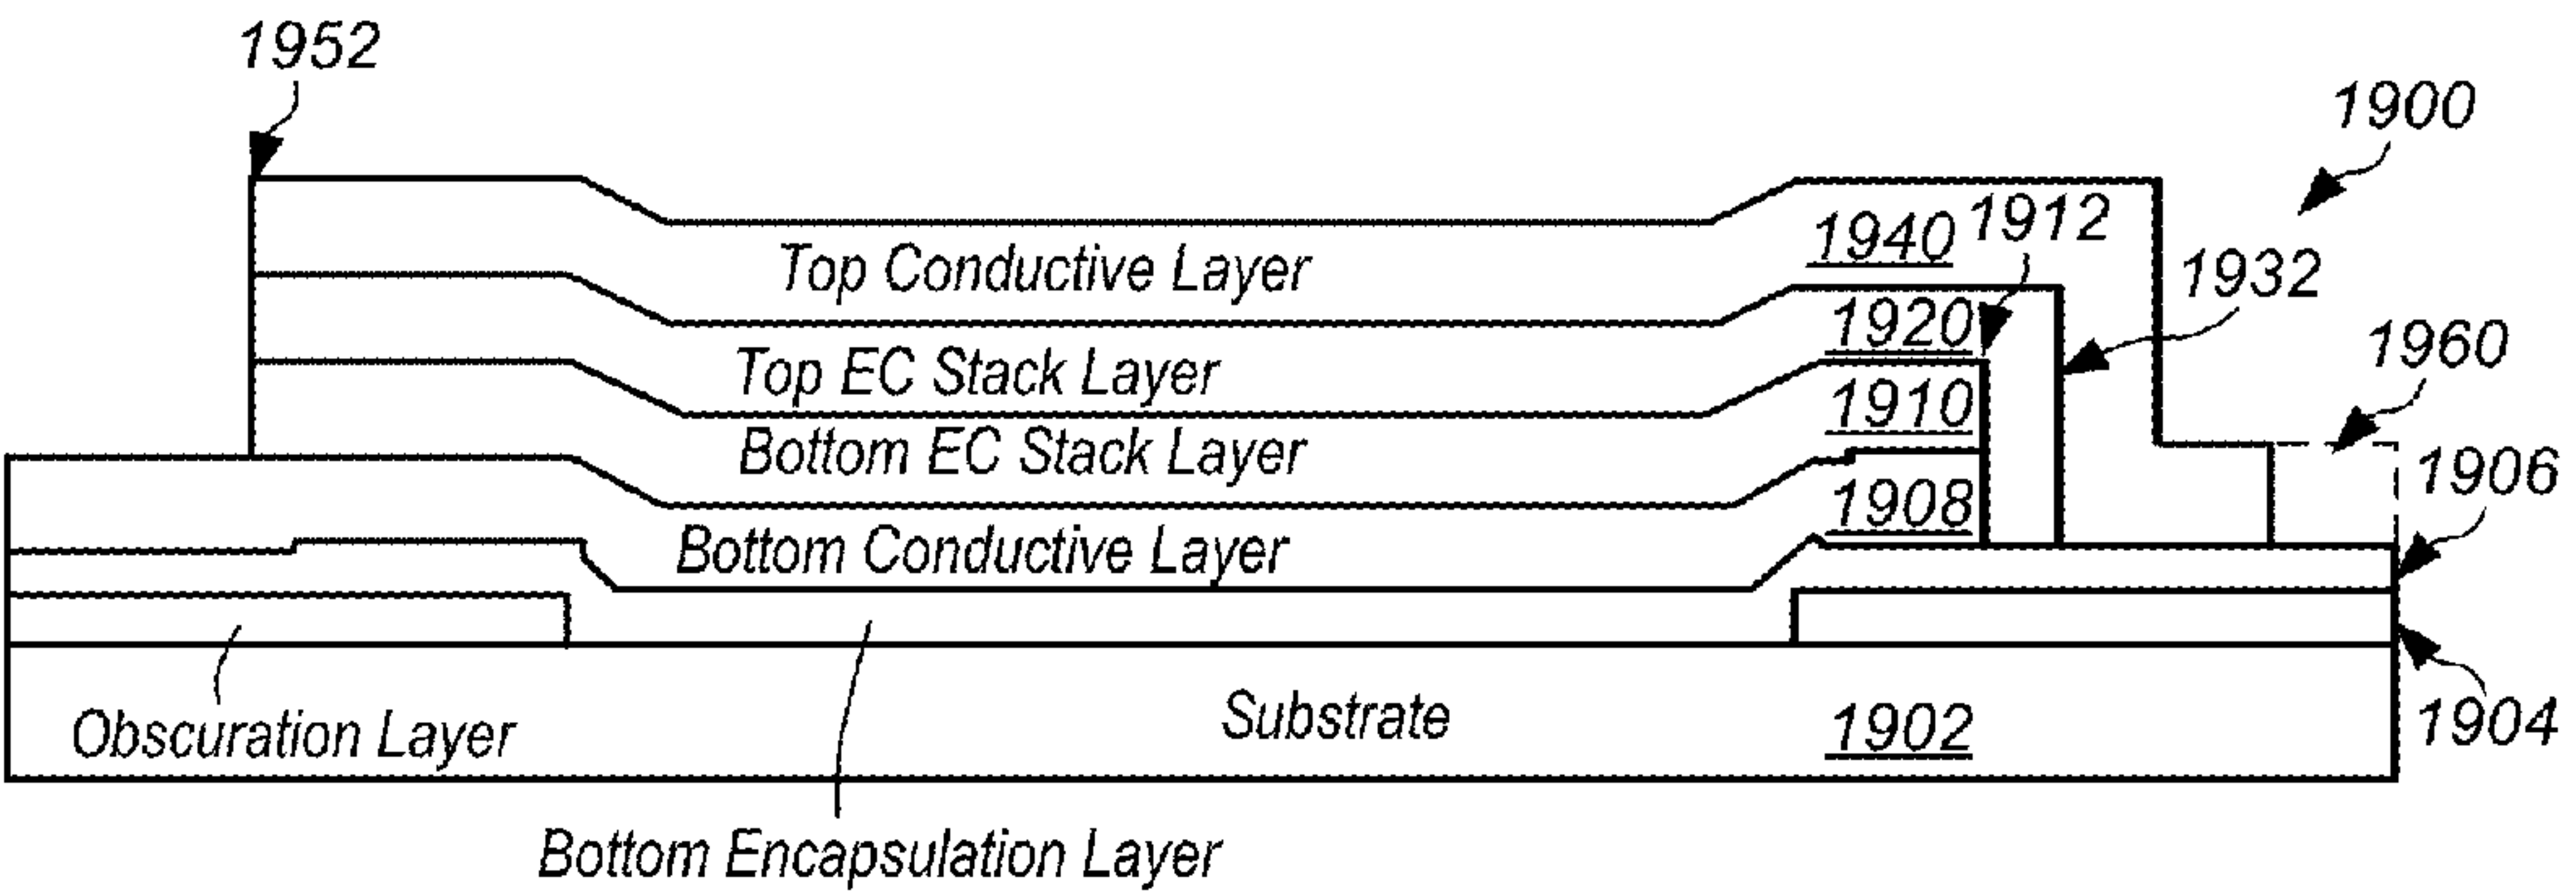 1952
1900
1940
1912
Top Conductive Layer
1932
1920
1960
Top EC Stack Layer
1910
Bottom EC Stack Layer
1906
1908
Bottom Conductive Layer
Obscuration Layer
Substrate
1902
1904
Bottom Encapsulation Layer